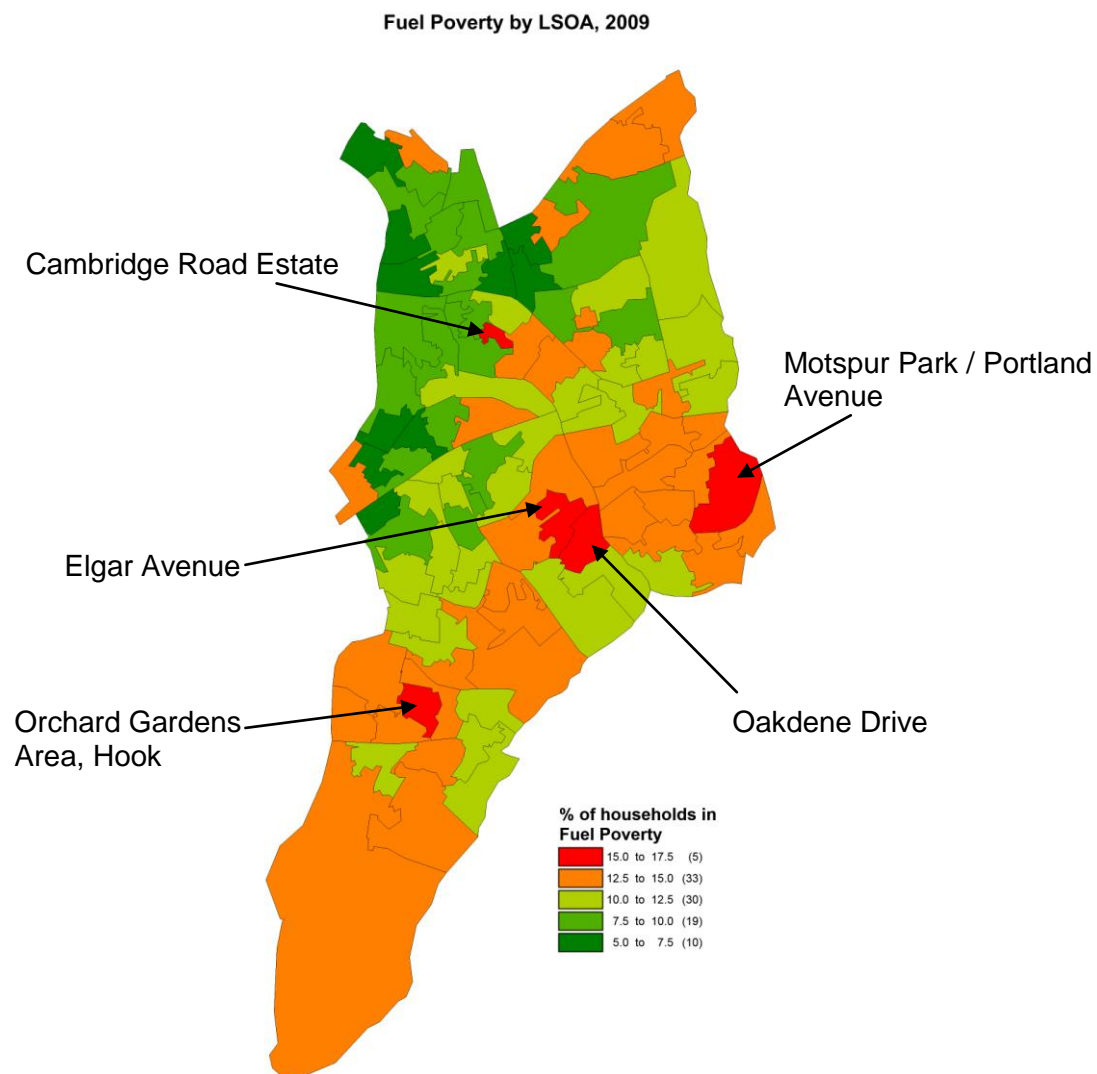 Fuel Poverty by LSOA, 2009
Cambridge Road Estate
Motspur Park / Portland
Avenue
Elgar Avenue
Orchard Gardens
Area, Hook
Oakdene Drive
% of households in
Fuel Poverty
15.0 to 17.5 (5)
12.5 to 15.0 (33)
10.0 to 12.5 (30)
7.5 to 10.0 (19)
5.0 to 7.5 (10)